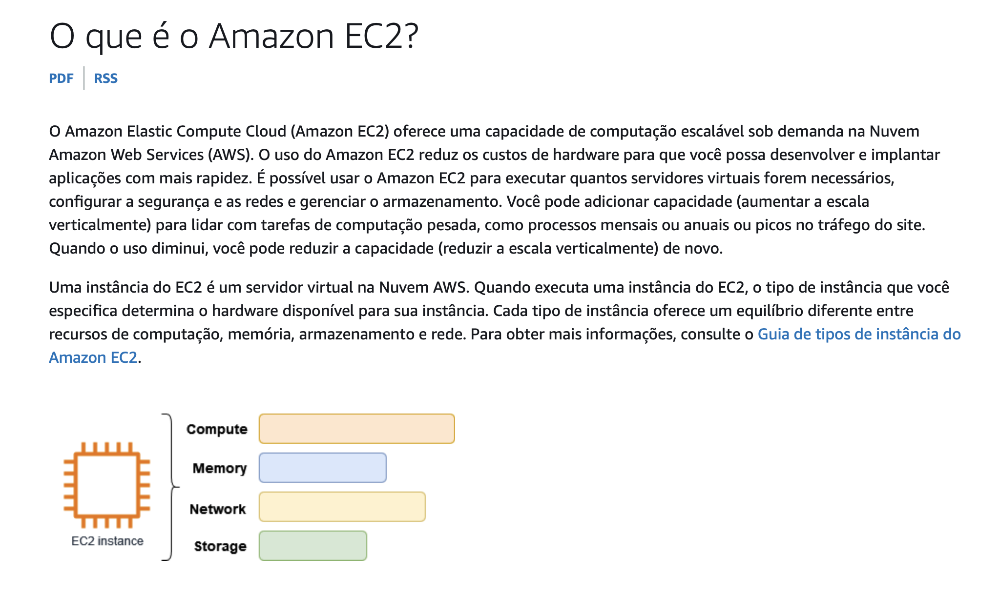 O que é o Amazon EC2?
PDF
RSS
O Amazon Elastic Compute Cloud (Amazon EC2) oferece uma capacidade de computação escalável sob demanda na Nuvem
Amazon Web Services (AWS). O uso do Amazon EC2 reduz os custos de hardware para que você possa desenvolver e implantar
aplicações com mais rapidez. É possível usar o Amazon EC2 para executar quantos servidores virtuais forem necessários,
configurar a segurança e as redes e gerenciar o armazenamento. Você pode adicionar capacidade (aumentar a escala
verticalmente) para lidar com tarefas de computação pesada, como processos mensais ou anuais ou picos no tráfego do site.
Quando o uso diminui, você pode reduzir a capacidade (reduzir a escala verticalmente) de novo.
Uma instância do EC2 é um servidor virtual na Nuvem AWS. Quando executa uma instância do EC2, o tipo de instância que você
especifica determina o hardware disponível para sua instância. Cada tipo de instância oferece um equilíbrio diferente entre
recursos de computação, memória, armazenamento e rede. Para obter mais informações, consulte o Guia de tipos de instância do
Amazon EC2.
EC2 instance
Compute
Memory
Network
Storage